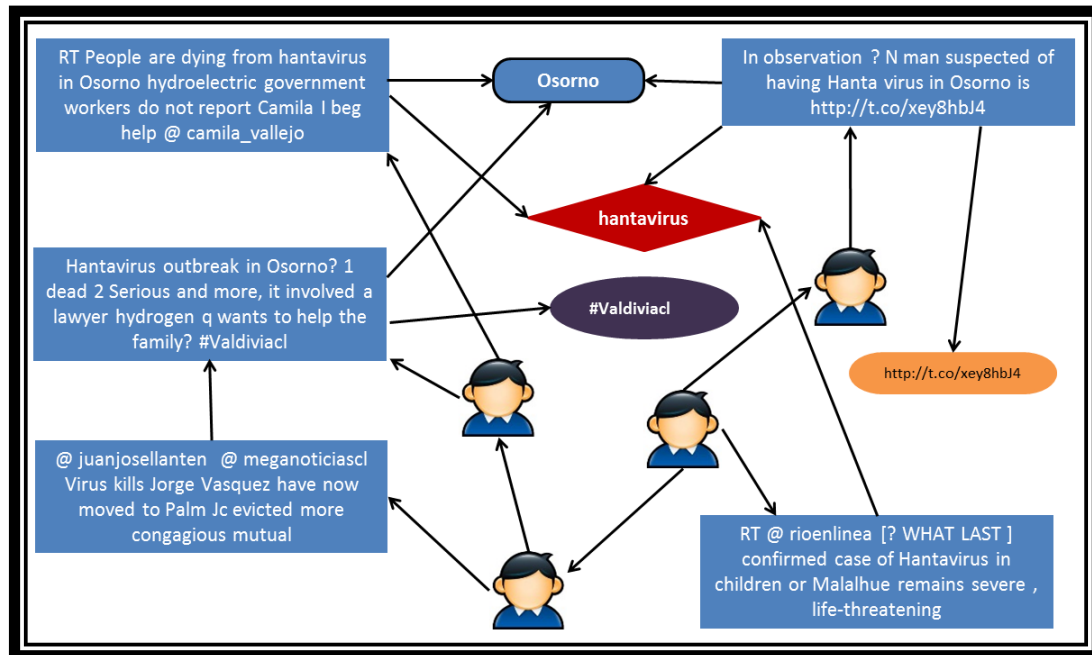 RT People are dying from hantavirus
in Osorno hydroelectric government
workers do not report Camila I beg
help @ camila_vallejo
Osorno
In observation ? N man suspected of
having Hanta virus in Osorno is
http://t.co/xey8hbJ4
hantavirus
Hantavirus outbreak in Osorno? 1
dead 2 Serious and more, it involved a
lawyer hydrogen q wants to help the
family? #Valdiviacl
#Valdiviacl
http://t.co/xey8hbJ4
@ juanjosellanten @ meganoticiascl
Virus kills Jorge Vasquez have now
moved to Palm Jc evicted more
contagious mutual
RT @ rioenlinea [? WHAT LAST ]
confirmed case of Hantavirus in
children or Malalhue remains severe ,
life-threatening